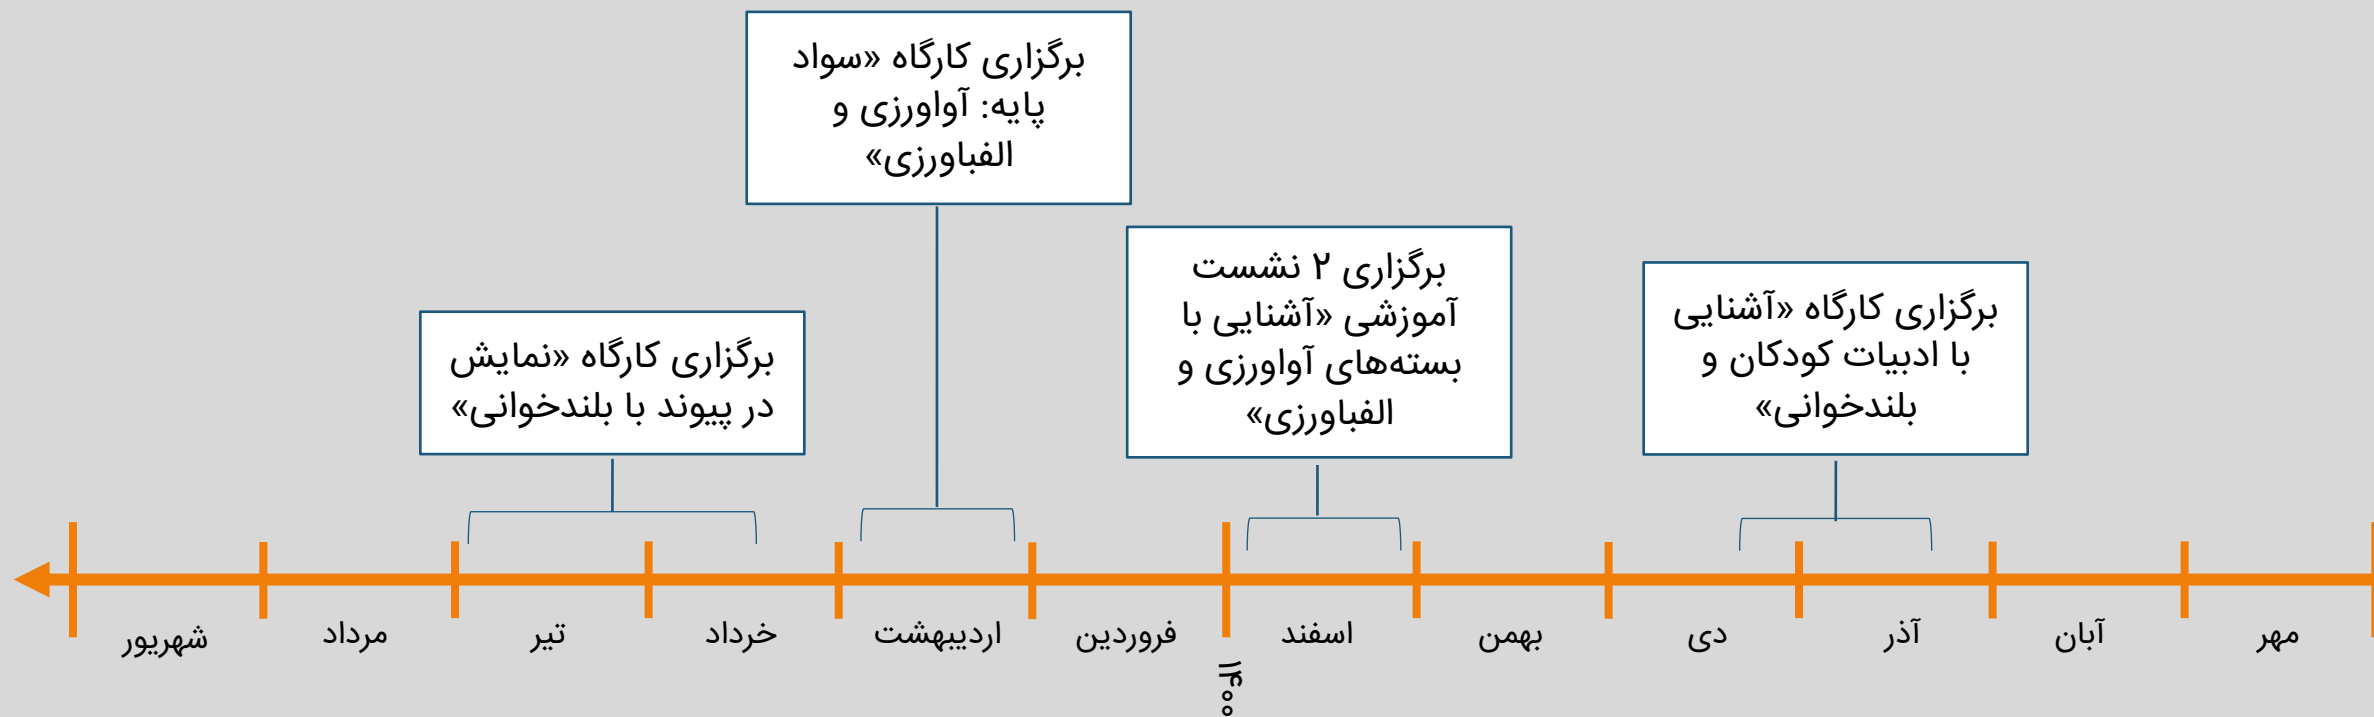 برگزاری کارگاه «سواد
پایه: آواورزی و
الفباورزی»
برگزاری ۲ نشست
آموزشی «آشنایی با
بسته‌های آواورزی و
الفباورزی»
برگزاری کارگاه «آشنایی
با ادبیات کودکان و
بلندخوانی»
برگزاری کارگاه «نمایش
در پیوند با بلندخوانی»
مهر
آبان
آذر
دی
بهمن
اسفند
فروردین
اردیبهشت
خرداد
تیر
مرداد
شهریور
۱۴۰۰